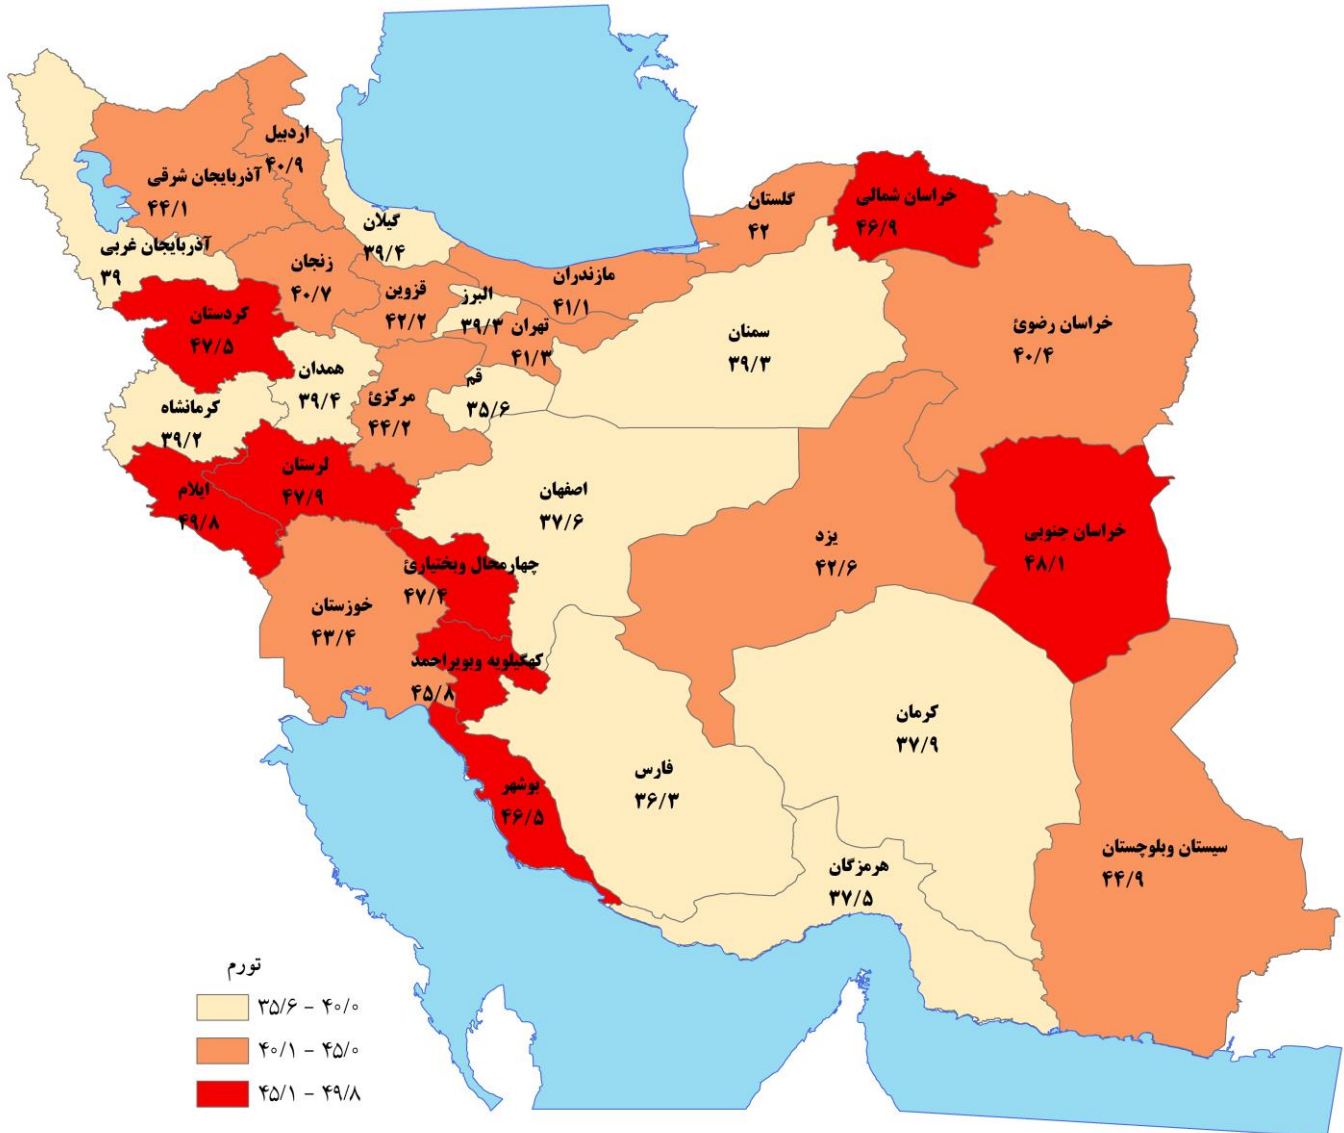 اردبیل
۴۰/۹
آذربایجان شرقی
۴۴/۱
آذربایجان غربی
۳۹
گیلان
۳۹/۴
زنجان
۴۰/۷
کردستان
۴۷/۵
قزوین
۴۲/۲
البرز
۳۹/۳
مازندران
۴۱/۱
تهران
۴۱/۳
گلستان
۴۲
خراسان شمالی
۴۶/۹
خراسان رضوئ
۴۰/۴
سمنان
۳۹/۳
همدان
۳۹/۴
کرمانشاه
۳۹/۲
مرکزئ
۴۴/۲
قم
۳۵/۶
ایلام
۴۹/۸
لرستان
۴۷/۹
اصفهان
۳۷/۶
یزد
۴۲/۶
خراسان جنوبی
۴۸/۱
چهارمحال وبختیارئ
۴۷/۴
خوزستان
۴۳/۴
کهگیلویه وبویراحمد
۴۵/۸
بوشهر
۴۶/۵
فارس
۳۶/۳
کرمان
۳۷/۹
هرمزگان
۳۷/۵
سیستان وبلوچستان
۴۴/۹
تورم
۳۵/۶ - ۴۰/۰
۴۰/۱ - ۴۵/۰
۴۵/۱ - ۴۹/۸